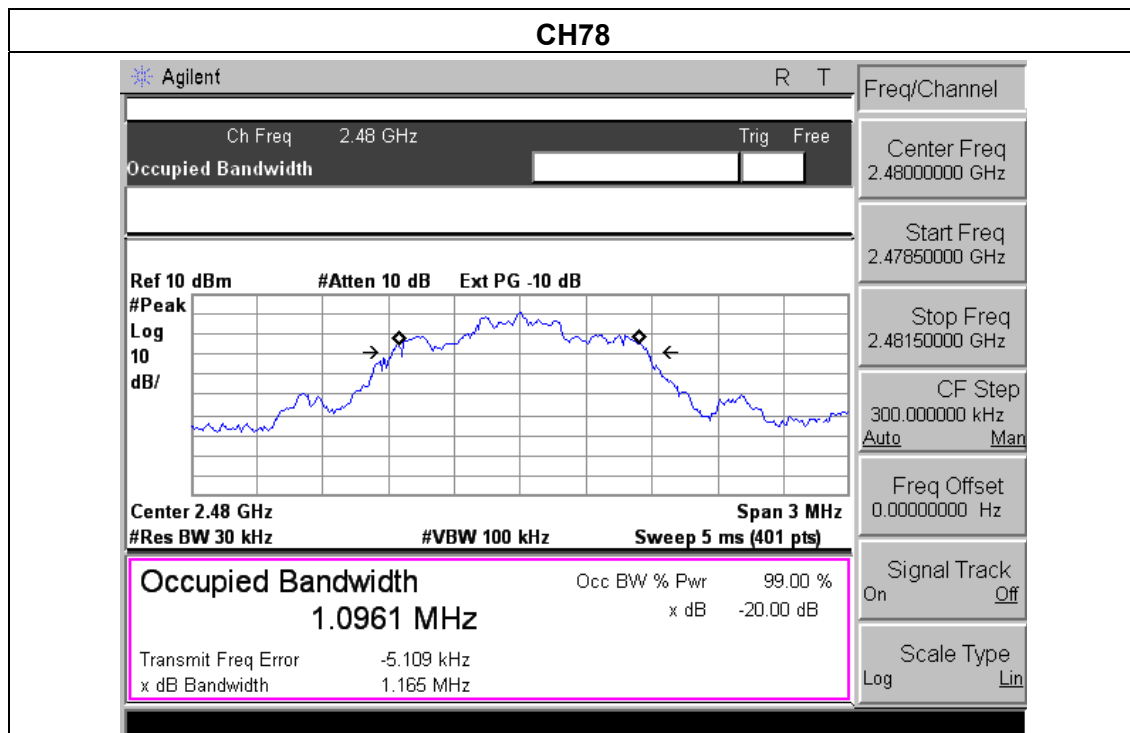 CH78
Agilent R T
Ch Freq 2.48 GHz Trig Free
Occupied Bandwidth
Ref 10 dBm #Atten 10 dB Ext PG -10 dB
#Peak
Log
10
dB/
Center 2.48 GHz Span 3 MHz
#Res BW 30 kHz #VBW 100 kHz Sweep 5 ms (401 pts)
Occupied Bandwidth
1.0961 MHz
Occ BW % Pwr 99.00 %
x dB -20.00 dB
Transmit Freq Error -5.109 kHz
x dB Bandwidth 1.165 MHz
Freq/Channel
Center Freq
2.48000000 GHz
Start Freq
2.47850000 GHz
Stop Freq
2.48150000 GHz
CF Step
300.000000 kHz
Auto Man
Freq Offset
0.00000000 Hz
Signal Track
On Off
Scale Type
Log Lin